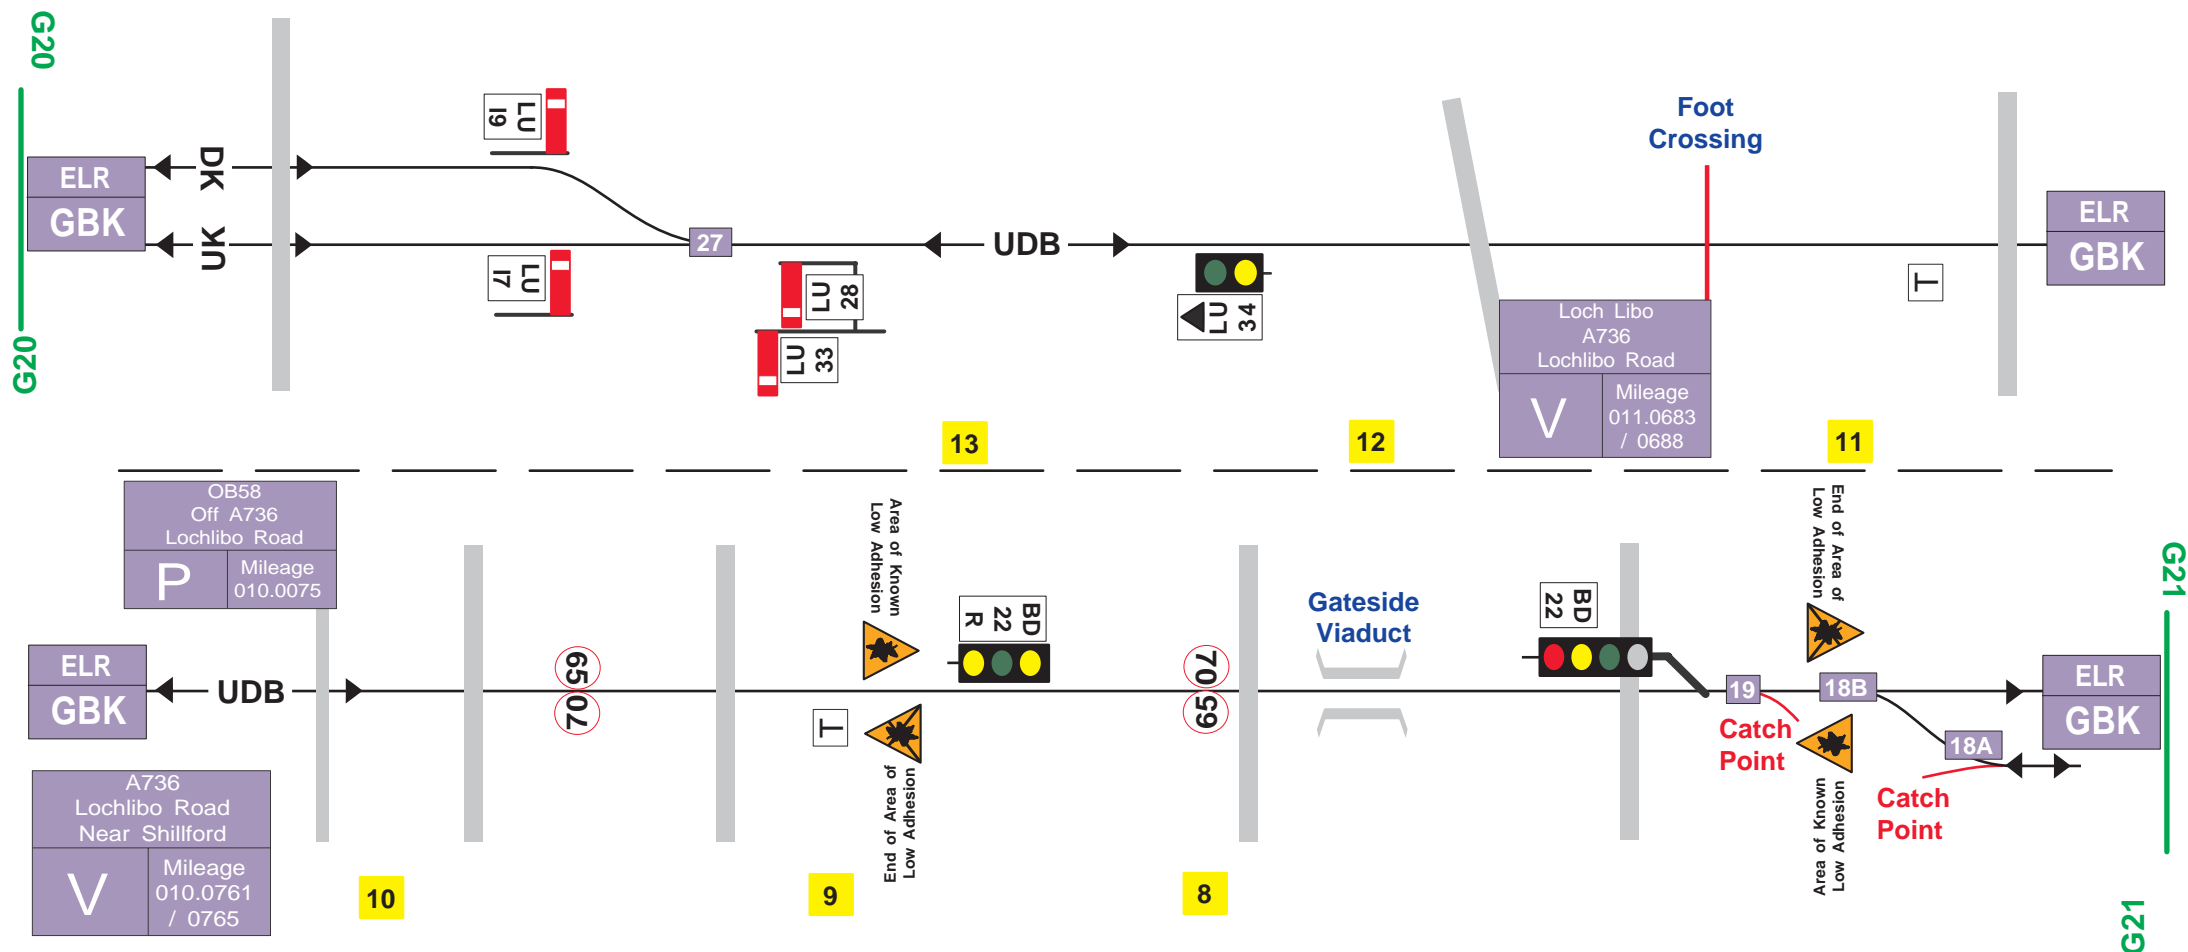 G20
G20
ELR
GBK
DK
UK
LU
I9
LU
I7
27
LU
28
LU
33
UDB
LU
34
Foot
Crossing
Loch Libo
A736
Lochlibo Road
V
Mileage
011.0683
/ 0688
T
ELR
GBK
13
12
11
OB58
Off A736
Lochlibo Road
P
Mileage
010.0075
ELR
GBK
UDB
A736
Lochlibo Road
Near Shillford
V
Mileage
010.0761
/ 0765
10
65
07
Area of Known
Low Adhesion
T
End of Area of
Low Adhesion
9
BD
22
R
70
59
8
Gateside
Viaduct
BD
22
19
Catch
Point
End of Area of
Low Adhesion
18B
18A
Area of Known
Low Adhesion
Catch
Point
ELR
GBK
G21
G21